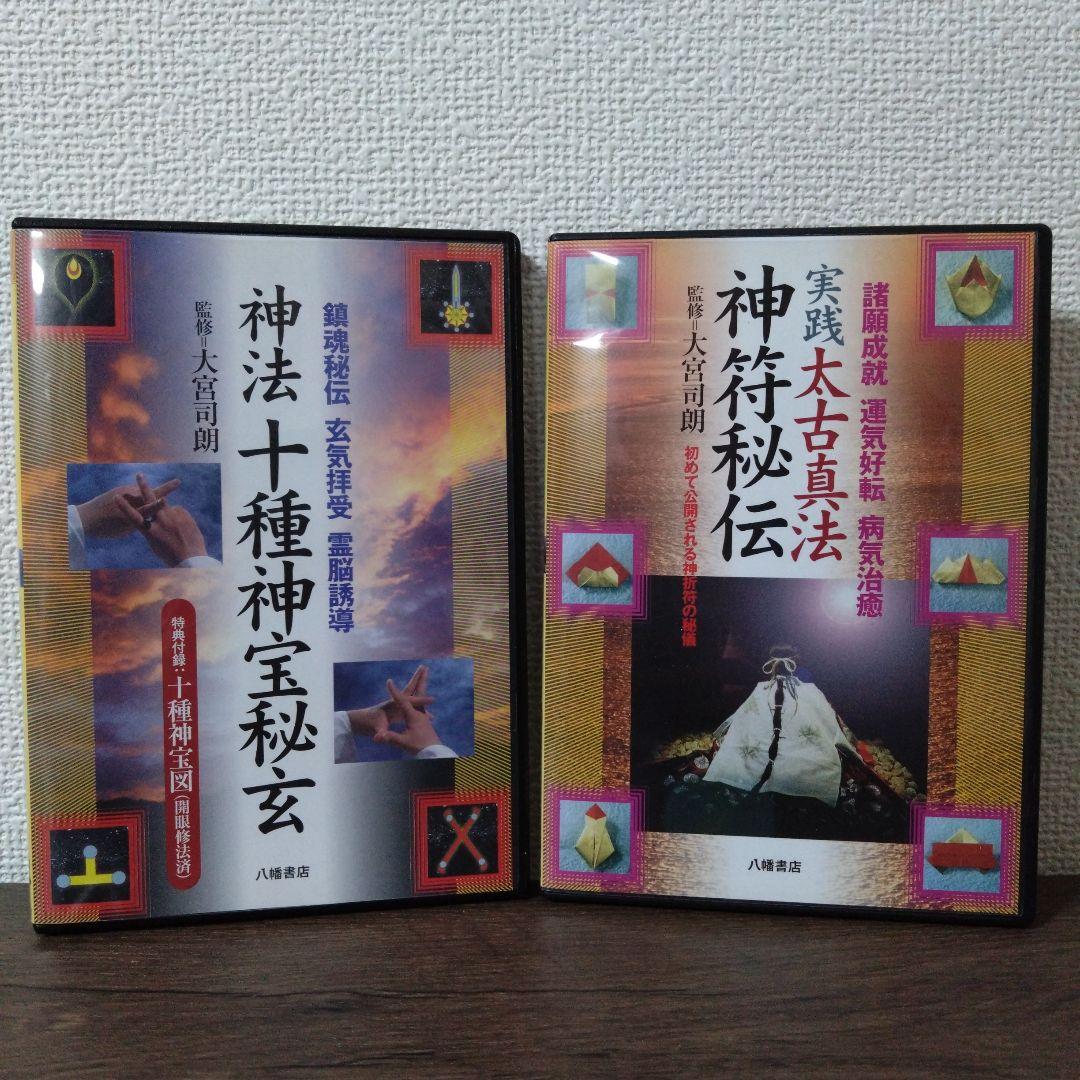 鎮魂秘伝 玄気拝受 霊脳誘導
神法 十種神宝秘玄
監修=大宮司朗
特典付録:十種神宝図(開眼修法済)
八幡書店
諸願成就 運気好転 病気治癒
実践 太古真法
神符秘伝
監修=大宮司朗
初めて公開される神折符の秘儀
八幡書店